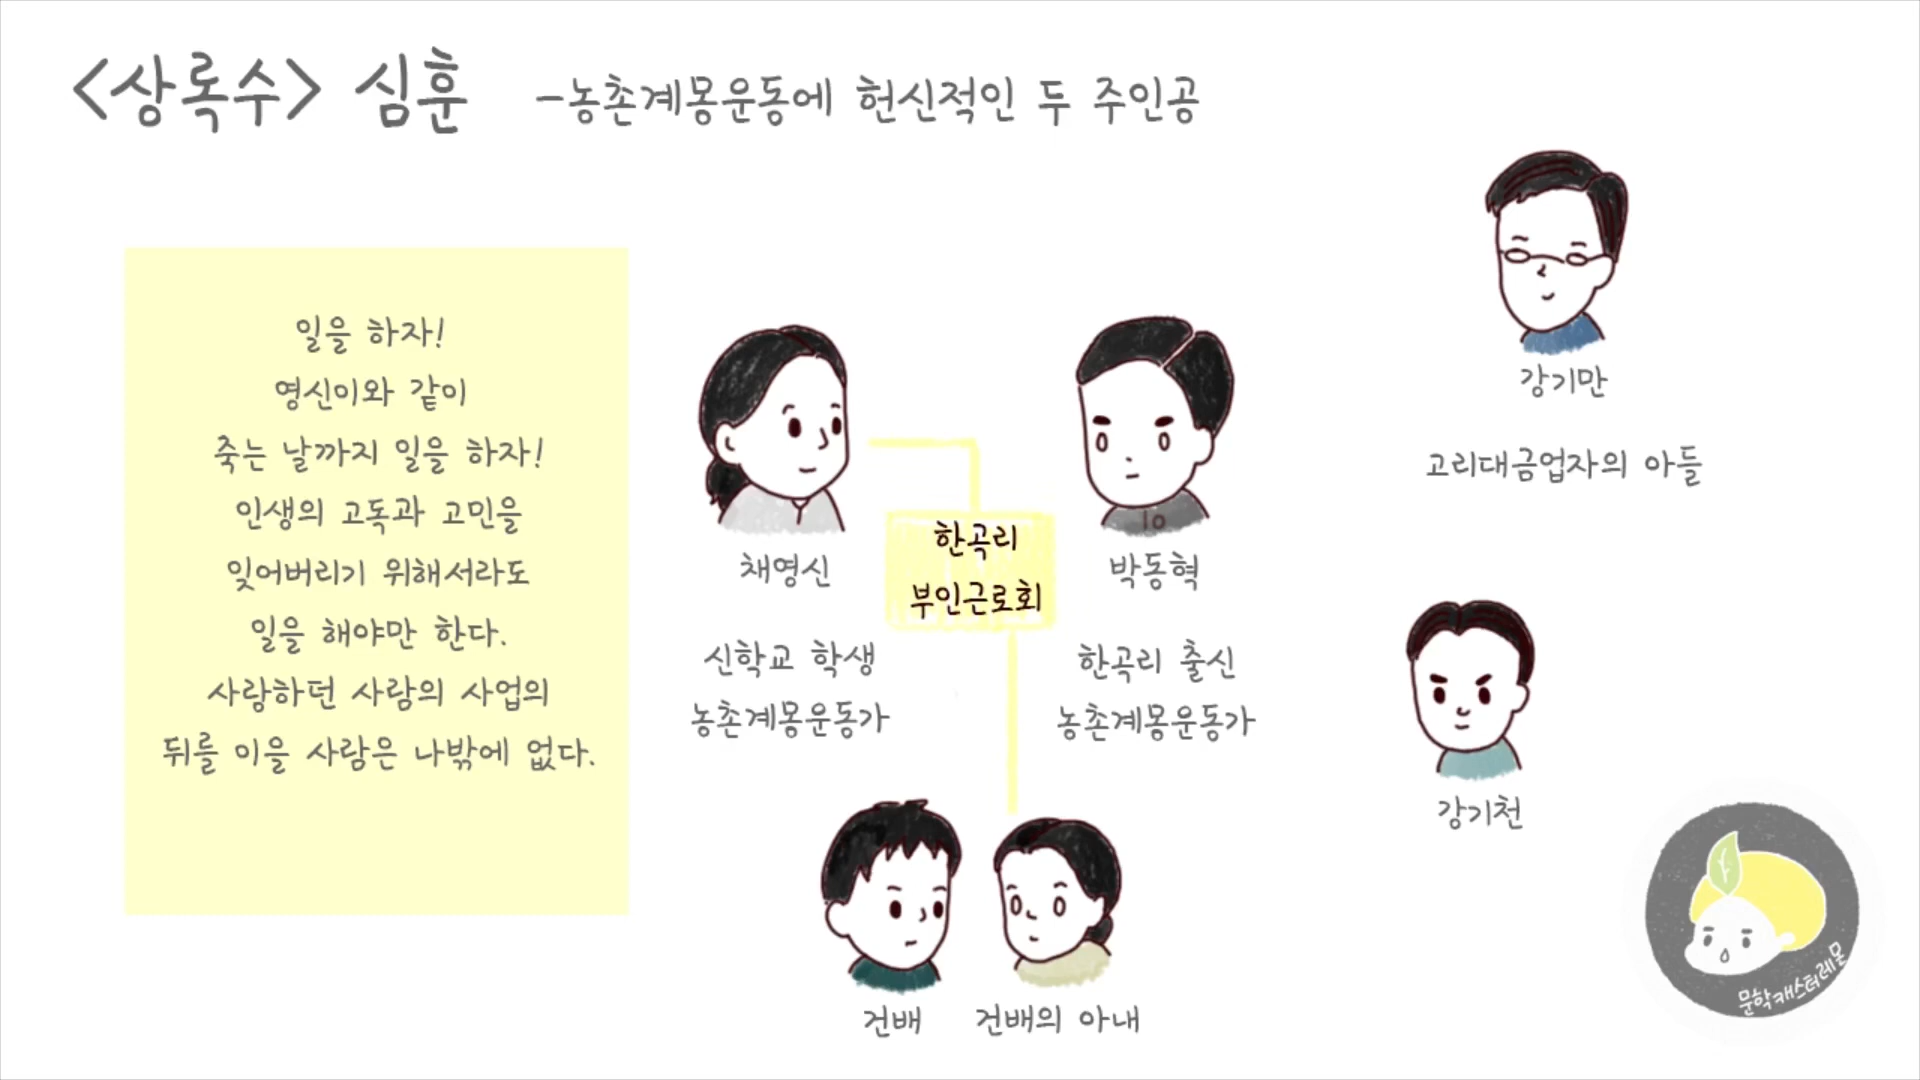 <상록수> 심훈 -농촌계몽운동에 헌신적인 두 주인공
일을 하자!
영신이와 같이
죽는 날까지 일을 하자!
인생의 고독과 고민을
잊어버리기 위해서라도
일을 해야만 한다.
사랑하던 사람의 사업의
뒤를 이을 사람은 나밖에 없다.
채영신
신학교 학생
농촌계몽운동가
한곡리
부인근로회
박동혁
한곡리 출신
농촌계몽운동가
건배
건배의 아내
강기만
고리대금업자의 아들
강기천
문학캐스터레몬